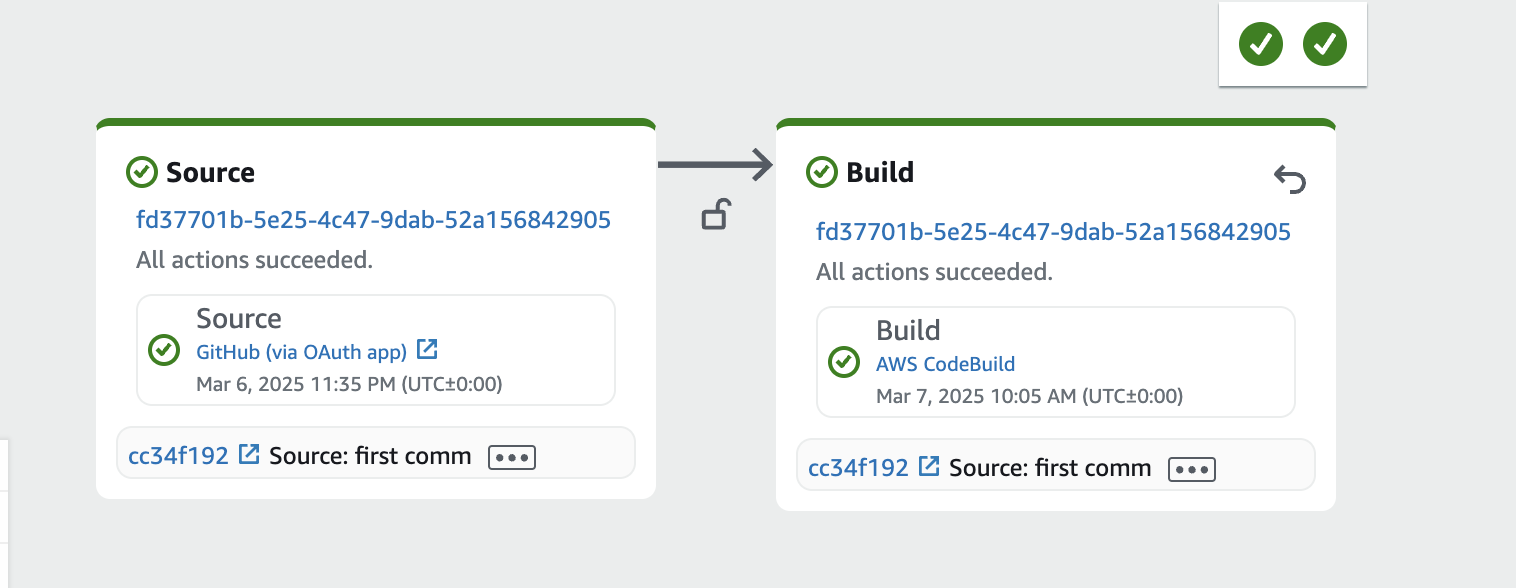 Source
fd37701b-5e25-4c47-9dab-52a156842905
All actions succeeded.
Source
GitHub (via OAuth app)
Mar 6, 2025 11:35 PM (UTC±0:00)
cc34f192 Source: first comm
Build
fd37701b-5e25-4c47-9dab-52a156842905
All actions succeeded.
Build
AWS CodeBuild
Mar 7, 2025 10:05 AM (UTC±0:00)
cc34f192 Source: first comm